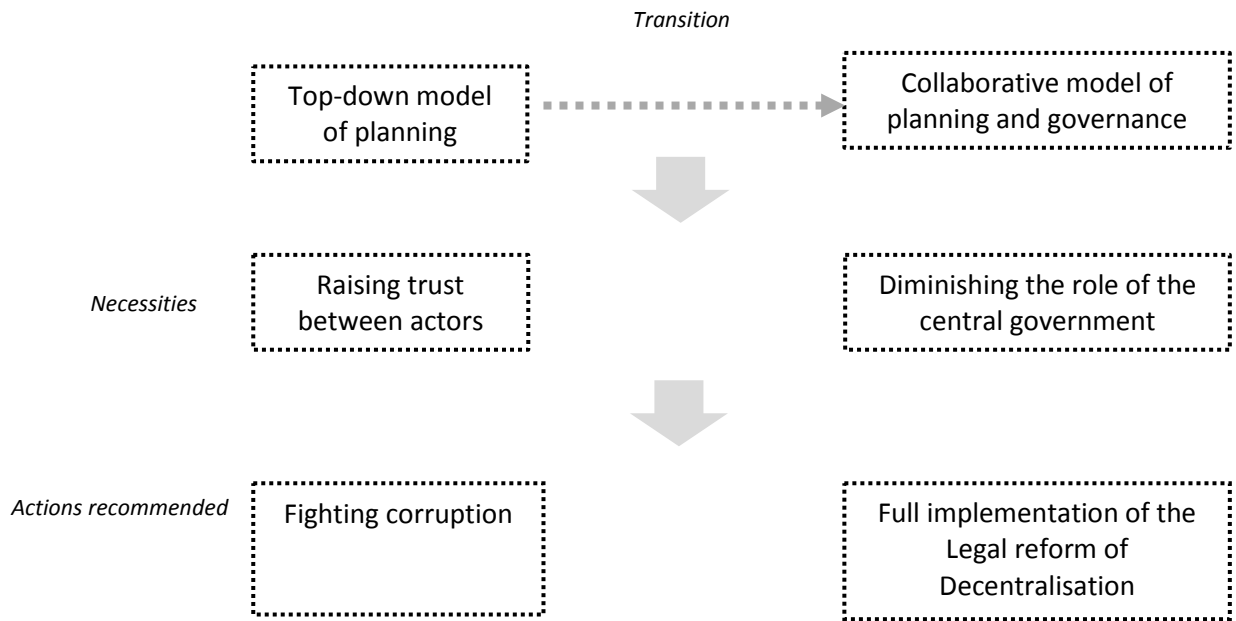 Transition
Top-down model
of planning
Collaborative model of
planning and governance
Necessities
Raising trust
between actors
Diminishing the role of the
central government
Actions recommended
Fighting corruption
Full implementation of the
Legal reform of
Decentralisation